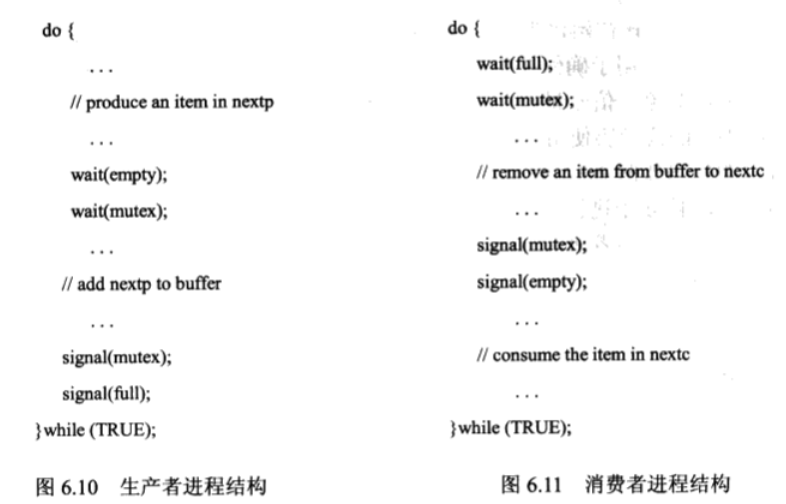 do {
...
// produce an item in nextp
...
wait(empty);
wait(mutex);
...
// add nextp to buffer
...
signal(mutex);
signal(full);
}while (TRUE);
图 6.10 生产者进程结构
do {
wait(full);
wait(mutex);
...
// remove an item from buffer to nextc
...
signal(mutex);
signal(empty);
...
// consume the item in nextc
...
}while (TRUE);
图 6.11 消费者进程结构